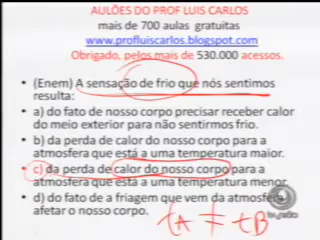 AULÕES DO PROF LUIS CARLOS
mais de 700 aulas gratuitas
www.profluiscarlos.blogspot.com
Obrigado, pelos mais de 530.000 acessos.
• (Enem) A sensação de frio que nós sentimos
resulta:
• a) do fato de nosso corpo precisar receber calor
do meio exterior para não sentirmos frio.
• b) da perda de calor do nosso corpo para a
atmosfera que está a uma temperatura maior.
• c) da perda de calor do nosso corpo para a
atmosfera que está a uma temperatura menor
• d) do fato de a friagem que vem da atmosfera
afetar o nosso corpo.
tA ≠ tB